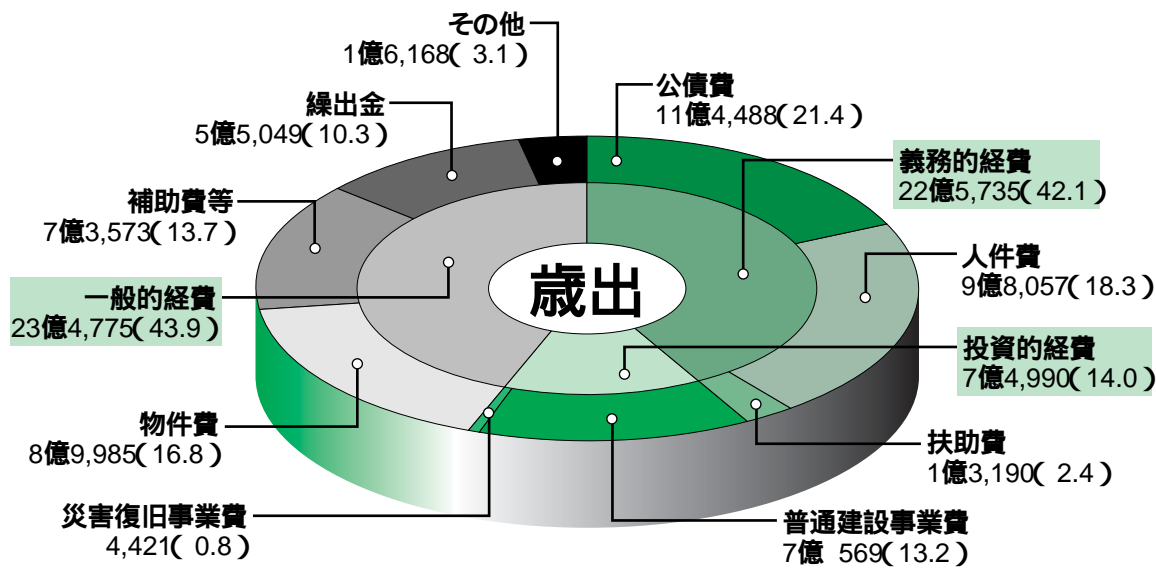 その他
1億6,168( 3.1)
公債費
11億4,488(21.4)
繰出金
5億5,049(10.3)
義務的経費
22億5,735(42.1)
補助費等
7億3,573(13.7)
人件費
9億8,057(18.3)
歳出
一般的経費
23億4,775(43.9)
投資的経費
7億4,990(14.0)
物件費
8億9,985(16.8)
扶助費
1億3,190( 2.4)
災害復旧事業費
4,421( 0.8)
普通建設事業費
7億 569(13.2)